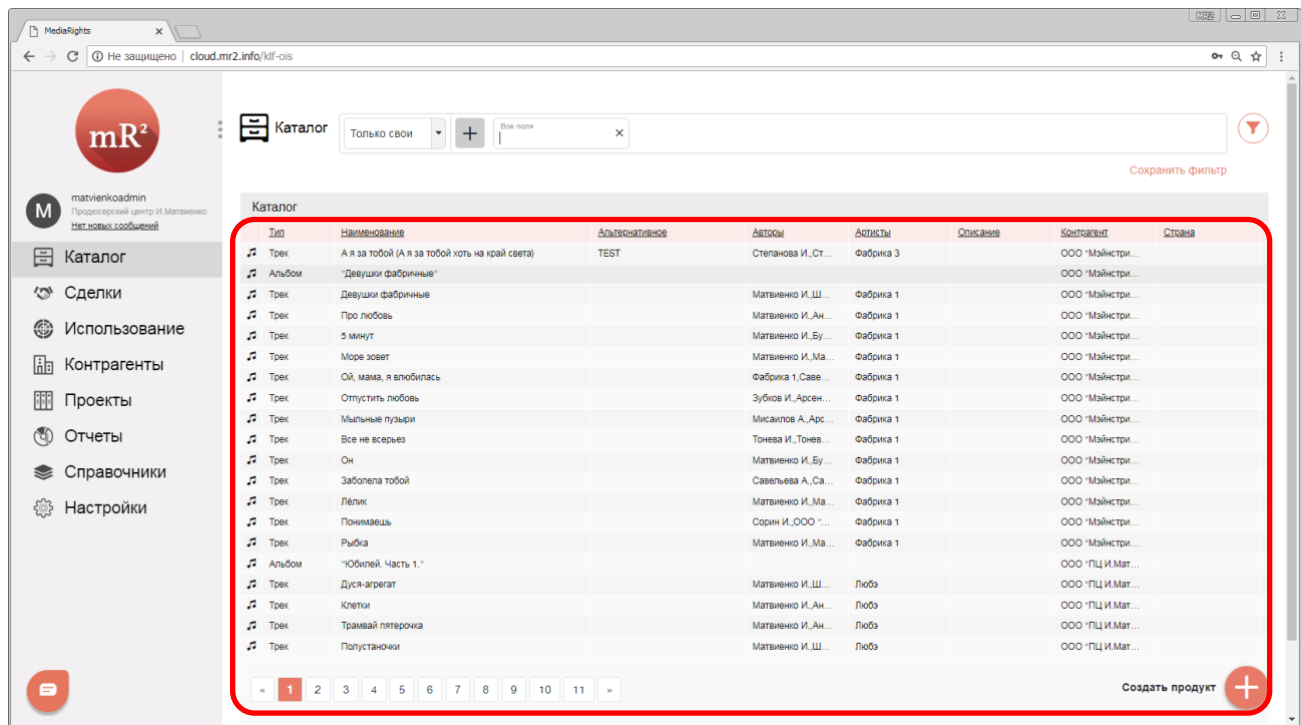 MediaRights
MR2
Не защищено | cloud.mr2.info/klf-ois
mR²
Каталог
Только свои
Все поля
Сохранить фильтр
M
matvienkoadmin
Продюсерский центр И.Матвиенко
Нет новых сообщений
Каталог
Сделки
Использование
Контрагенты
Проекты
Отчеты
Справочники
Настройки
Каталог
Тип Наименование Альтернативное Авторы Артисты Описание Контрагент Страна
Трек А я за тобой (А я за тобой хоть на край света) TEST Степанова И.,Ст... Фабрика 3 ООО "Мэйнстри...
Альбом "Девушки фабричные" ООО "Мэйнстри...
Трек Девушки фабричные Матвиенко И.,Ш... Фабрика 1 ООО "Мэйнстри...
Трек Про любовь Матвиенко И.,Ан... Фабрика 1 ООО "Мэйнстри...
Трек 5 минут Матвиенко И.,Бу... Фабрика 1 ООО "Мэйнстри...
Трек Море зовет Матвиенко И.,Ма... Фабрика 1 ООО "Мэйнстри...
Трек Ой, мама, я влюбилась Фабрика 1,Саве... Фабрика 1 ООО "Мэйнстри...
Трек Отпустить любовь Зубков И.,Арсен... Фабрика 1 ООО "Мэйнстри...
Трек Мыльные пузыри Мисаилов А.,Арс... Фабрика 1 ООО "Мэйнстри...
Трек Все не всерьез Тонева И.,Тонев... Фабрика 1 ООО "Мэйнстри...
Трек Он Матвиенко И.,Бу... Фабрика 1 ООО "Мэйнстри...
Трек Заболела тобой Савельева А.,Са... Фабрика 1 ООО "Мэйнстри...
Трек Лёлик Матвиенко И.,Ма... Фабрика 1 ООО "Мэйнстри...
Трек Понимаешь Сорин И.,ООО "... Фабрика 1 ООО "Мэйнстри...
Трек Рыбка Матвиенко И.,Ма... Фабрика 1 ООО "Мэйнстри...
Альбом "Юбилей. Часть 1." ООО "ПЦ И.Мат...
Трек Дуся-агрегат Матвиенко И.,Ш... Любэ ООО "ПЦ И.Мат...
Трек Клетки Матвиенко И.,Ан... Любэ ООО "ПЦ И.Мат...
Трек Трамвай пятерочка Матвиенко И.,Ан... Любэ ООО "ПЦ И.Мат...
Трек Полустаночки Матвиенко И.,Ш... Любэ ООО "ПЦ И.Мат...
« 1 2 3 4 5 6 7 8 9 10 11 »
Создать продукт